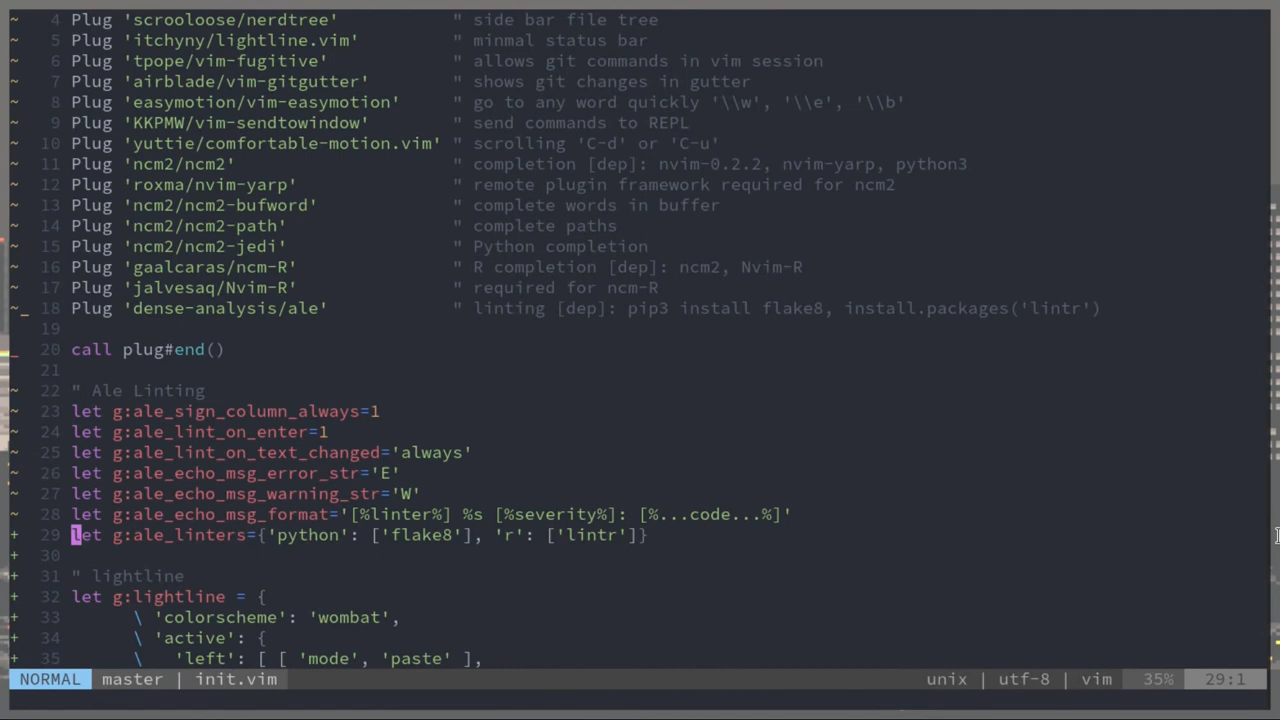 ~ 4 Plug 'scrooloose/nerdtree' " side bar file tree
~ 5 Plug 'itchyny/lightline.vim' " minmal status bar
~ 6 Plug 'tpope/vim-fugitive' " allows git commands in vim session
~ 7 Plug 'airblade/vim-gitgutter' " shows git changes in gutter
~ 8 Plug 'easymotion/vim-easymotion' " go to any word quickly '\\w', '\\e', '\\b'
~ 9 Plug 'KKPMW/vim-sendtowindow' " send commands to REPL
~ 10 Plug 'yuttie/comfortable-motion.vim' " scrolling 'C-d' or 'C-u'
~ 11 Plug 'ncm2/ncm2' " completion [dep]: nvim-0.2.2, nvim-yarp, python3
~ 12 Plug 'roxma/nvim-yarp' " remote plugin framework required for ncm2
~ 13 Plug 'ncm2/ncm2-bufword' " complete words in buffer
~ 14 Plug 'ncm2/ncm2-path' " complete paths
~ 15 Plug 'ncm2/ncm2-jedi' " Python completion
~ 16 Plug 'gaalcaras/ncm-R' " R completion [dep]: ncm2, Nvim-R
~ 17 Plug 'jalvesaq/Nvim-R' " required for ncm-R
~_ 18 Plug 'dense-analysis/ale' " linting [dep]: pip3 install flake8, install.packages('lintr')
19
_ 20 call plug#end()
21
~ 22 " Ale Linting
~ 23 let g:ale_sign_column_always=1
~ 24 let g:ale_lint_on_enter=1
~ 25 let g:ale_lint_on_text_changed='always'
~ 26 let g:ale_echo_msg_error_str='E'
~ 27 let g:ale_echo_msg_warning_str='W'
~ 28 let g:ale_echo_msg_format='[%linter%] %s [%severity%]: [%...code...%]'
+ 29 let g:ale_linters={'python': ['flake8'], 'r': ['lintr']}
+ 30
+ 31 " lightline
+ 32 let g:lightline = {
+ 33 \ 'colorscheme': 'wombat',
+ 34 \ 'active': {
+ 35 \ 'left': [ [ 'mode', 'paste' ],
NORMAL master | init.vim unix | utf-8 | vim 35% 29:1